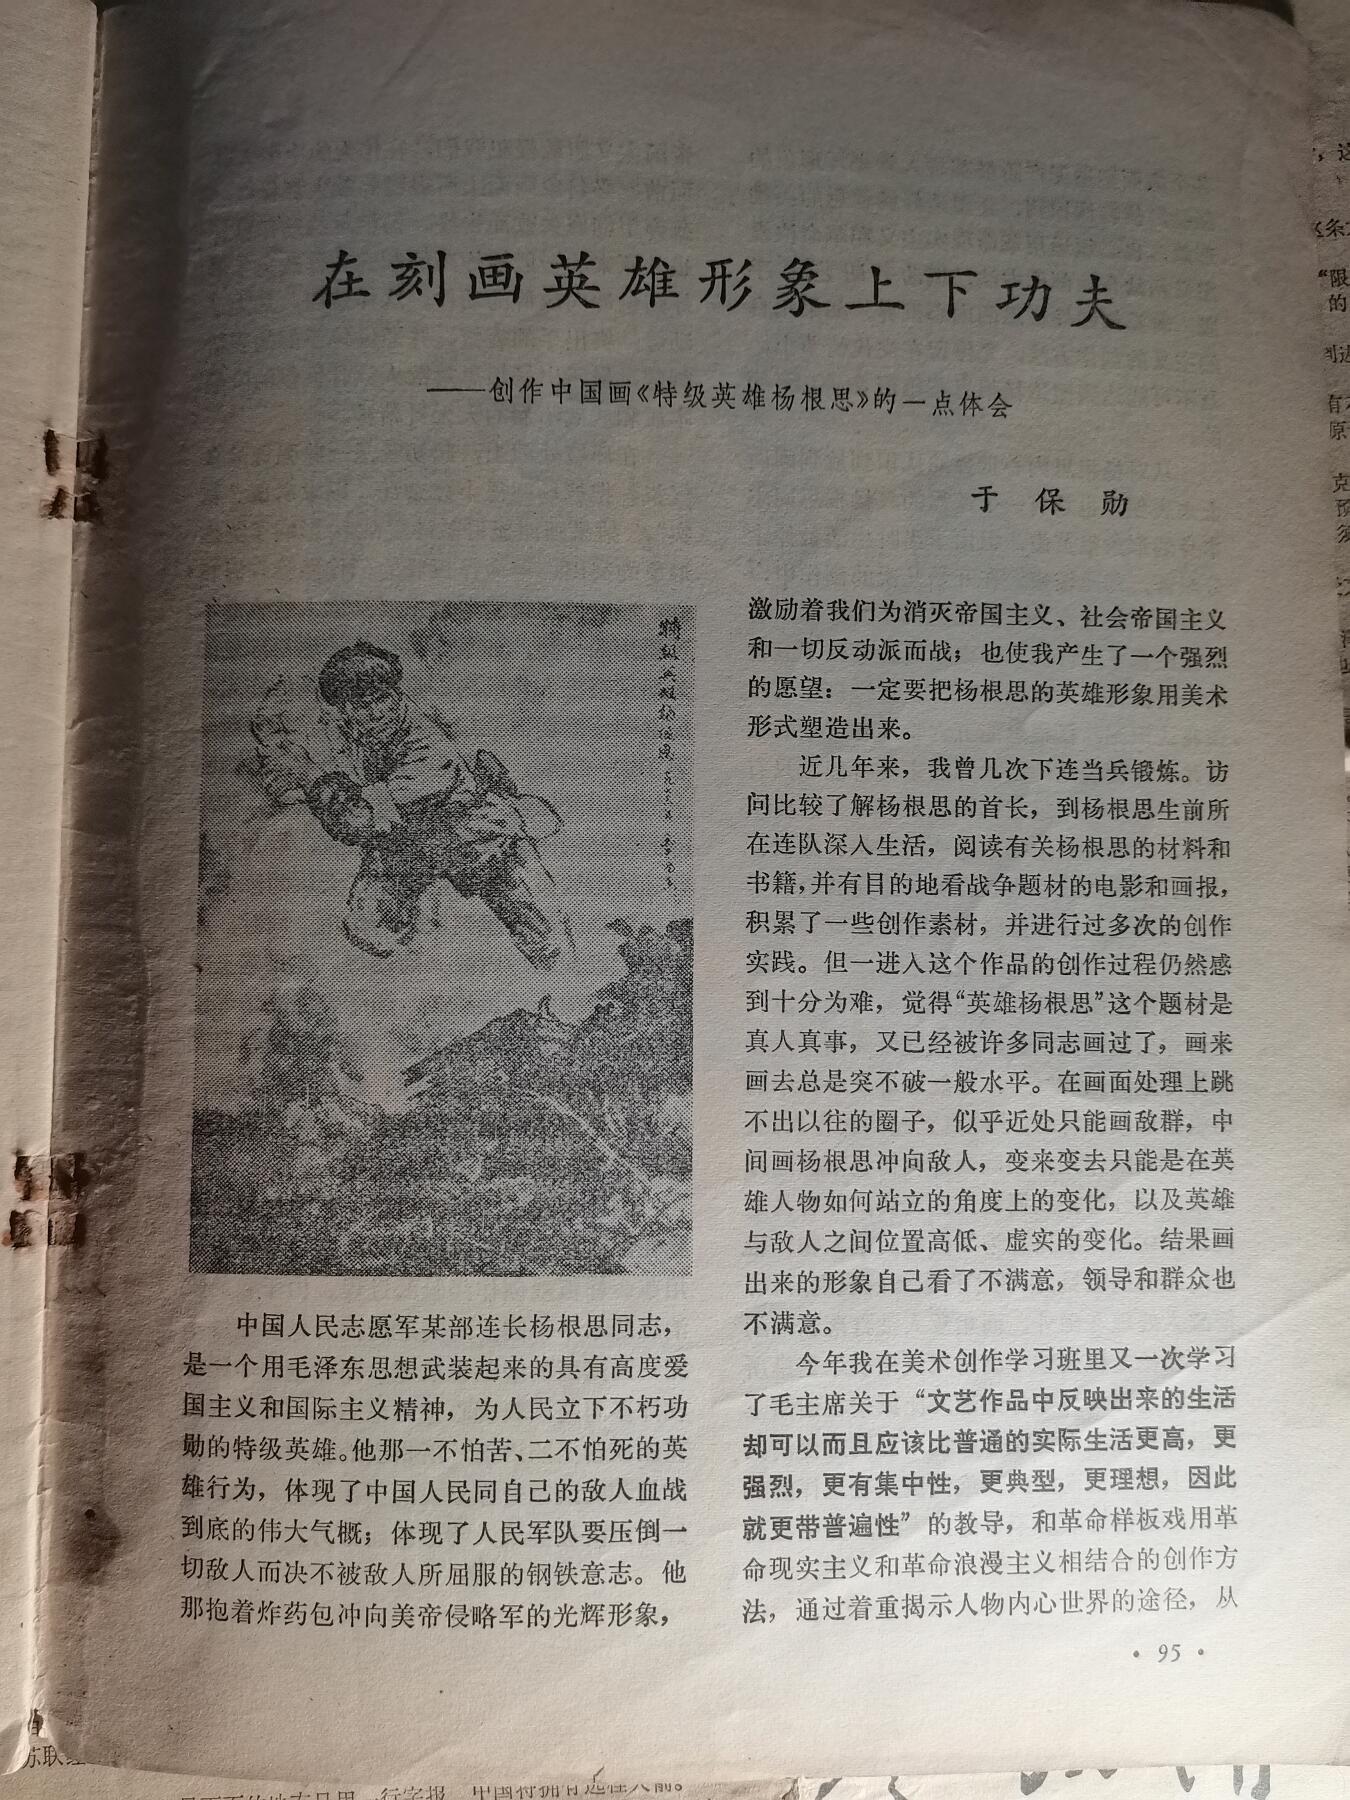 在刻画英雄形象上下功夫
——创作中国画《特级英雄杨根思》的一点体会
于保勋
特级英雄杨根思
中国人民志愿军某部连长杨根思同志，
是一个用毛泽东思想武装起来的具有高度爱
国主义和国际主义精神，为人民立下不朽功
勋的特级英雄。他那一不怕苦、二不怕死的英
雄行为，体现了中国人民同自己的敌人血战
到底的伟大气概；体现了人民军队要压倒一
切敌人而决不被敌人所屈服的钢铁意志。他
那抱着炸药包冲向美帝侵略军的光辉形象，
激励着我们为消灭帝国主义、社会帝国主义
和一切反动派而战；也使我产生了一个强烈
的愿望：一定要把杨根思的英雄形象用美术
形式塑造出来。
近几年来，我曾几次下连当兵锻炼。访
问比较了解杨根思的首长，到杨根思生前所
在连队深入生活，阅读有关杨根思的材料和
书籍，并有目的地看战争题材的电影和画报，
积累了一些创作素材，并进行过多次的创作
实践。但一进入这个作品的创作过程仍然感
到十分为难，觉得“英雄杨根思”这个题材是
真人真事，又已经被许多同志画过了，画来
画去总是突不破一般水平。在画面处理上跳
不出以往的圈子，似乎近处只能画敌群，中
间画杨根思冲向敌人，变来变去只能是在英
雄人物如何站立的角度上的变化，以及英雄
与敌人之间位置高低、虚实的变化。结果画
出来的形象自己看了不满意，领导和群众也
不满意。
今年我在美术创作学习班里又一次学习
了毛主席关于“文艺作品中反映出来的生活
却可以而且应该比普通的实际生活更高，更
强烈，更有集中性，更典型，更理想，因此
就更带普遍性”的教导，和革命样板戏用革
命现实主义和革命浪漫主义相结合的创作方
法，通过着重揭示人物内心世界的途径，从
· 95 ·